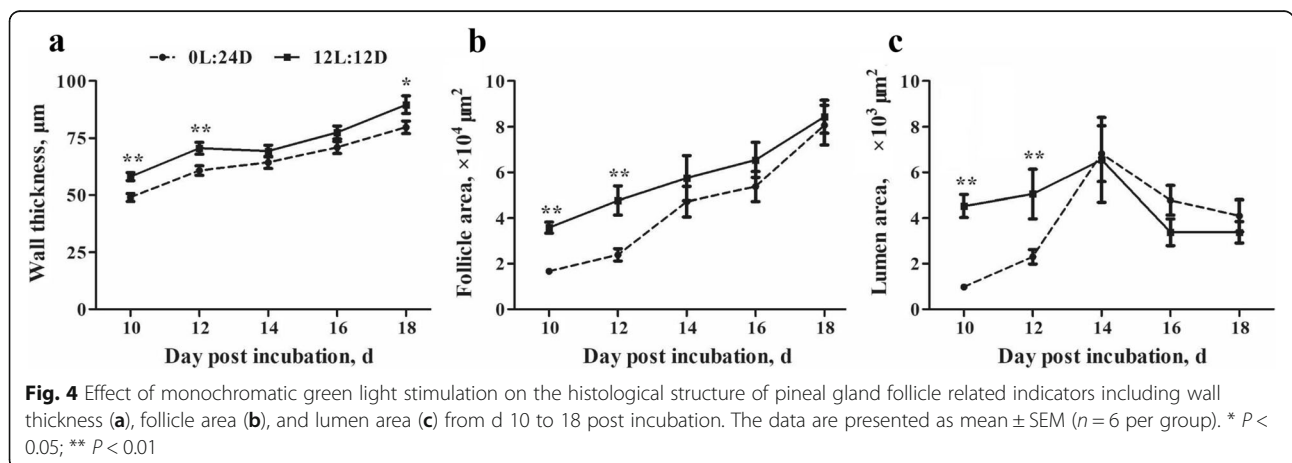 a b c
0L:24D 12L:12D
Wall thickness, µm
100
75
50
25
0
** ** *
10 12 14 16 18
Day post incubation, d
Follicle area, ×10⁴ µm²
10
8
6
4
2
0
** **
10 12 14 16 18
Day post incubation, d
Lumen area, ×10³ µm²
10
8
6
4
2
0
** **
10 12 14 16 18
Day post incubation, d
Fig. 4 Effect of monochromatic green light stimulation on the histological structure of pineal gland follicle related indicators including wall
thickness (a), follicle area (b), and lumen area (c) from d 10 to 18 post incubation. The data are presented as mean ± SEM (n = 6 per group). * P <
0.05; ** P < 0.01